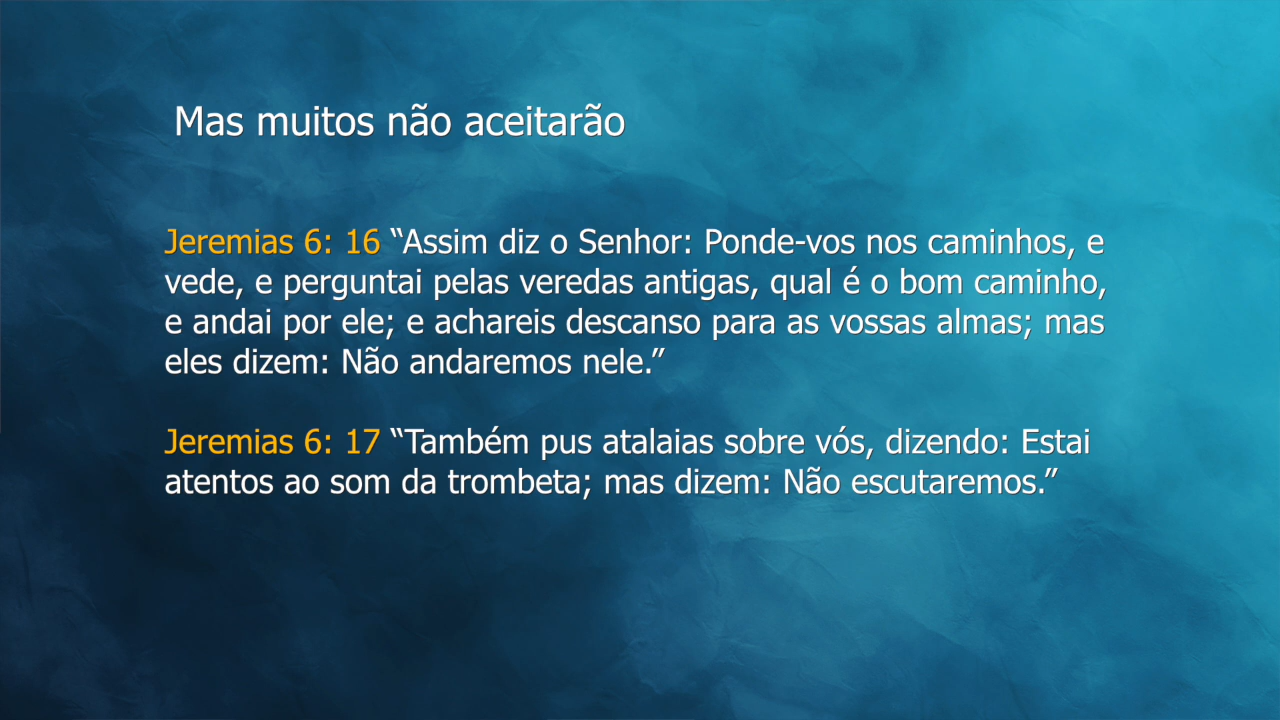 Mas muitos não aceitarão
Jeremias 6: 16 “Assim diz o Senhor: Ponde-vos nos caminhos, e
vede, e perguntai pelas veredas antigas, qual é o bom caminho,
e andai por ele; e achareis descanso para as vossas almas; mas
eles dizem: Não andaremos nele.”
Jeremias 6: 17 “Também pus atalaias sobre vós, dizendo: Estai
atentos ao som da trombeta; mas dizem: Não escutaremos.”